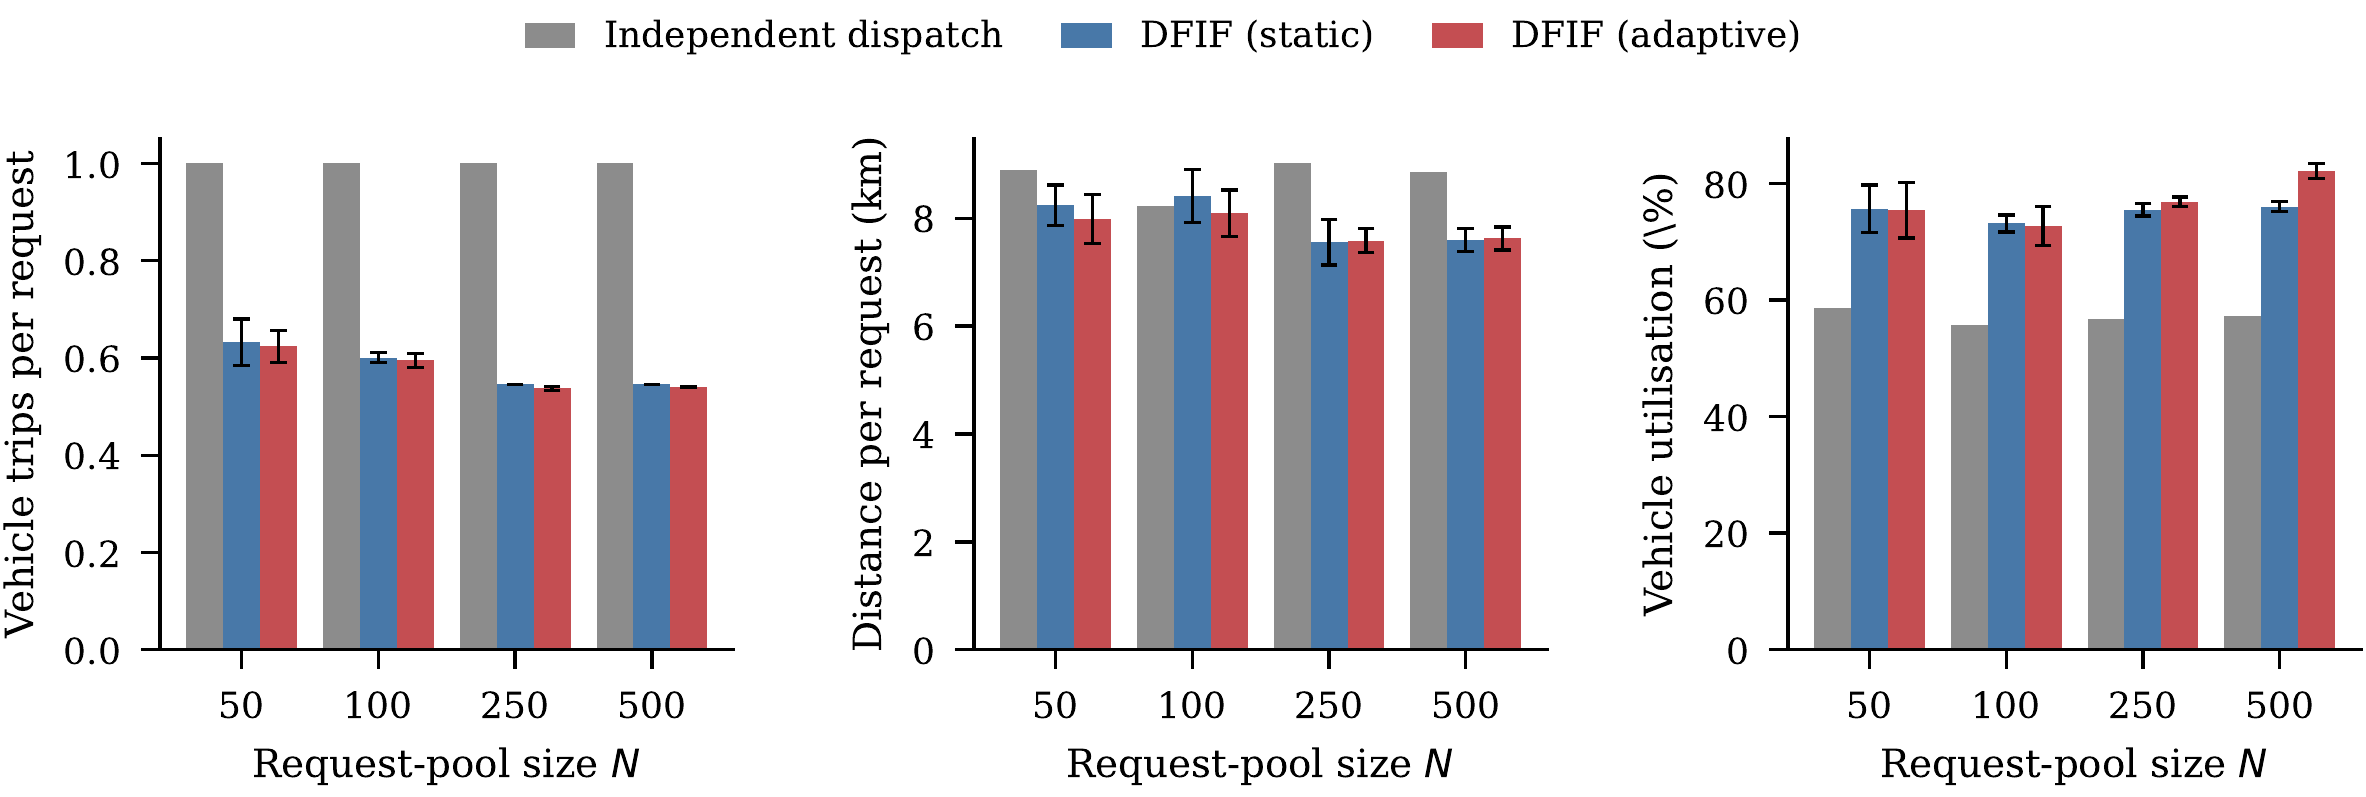 Independent dispatch DFIF (static) DFIF (adaptive)
Vehicle trips per request
1.0
0.8
0.6
0.4
0.2
0.0
50 100 250 500
Request-pool size N
Distance per request (km)
8
6
4
2
0
50 100 250 500
Request-pool size N
Vehicle utilisation (\%)
80
60
40
20
0
50 100 250 500
Request-pool size N